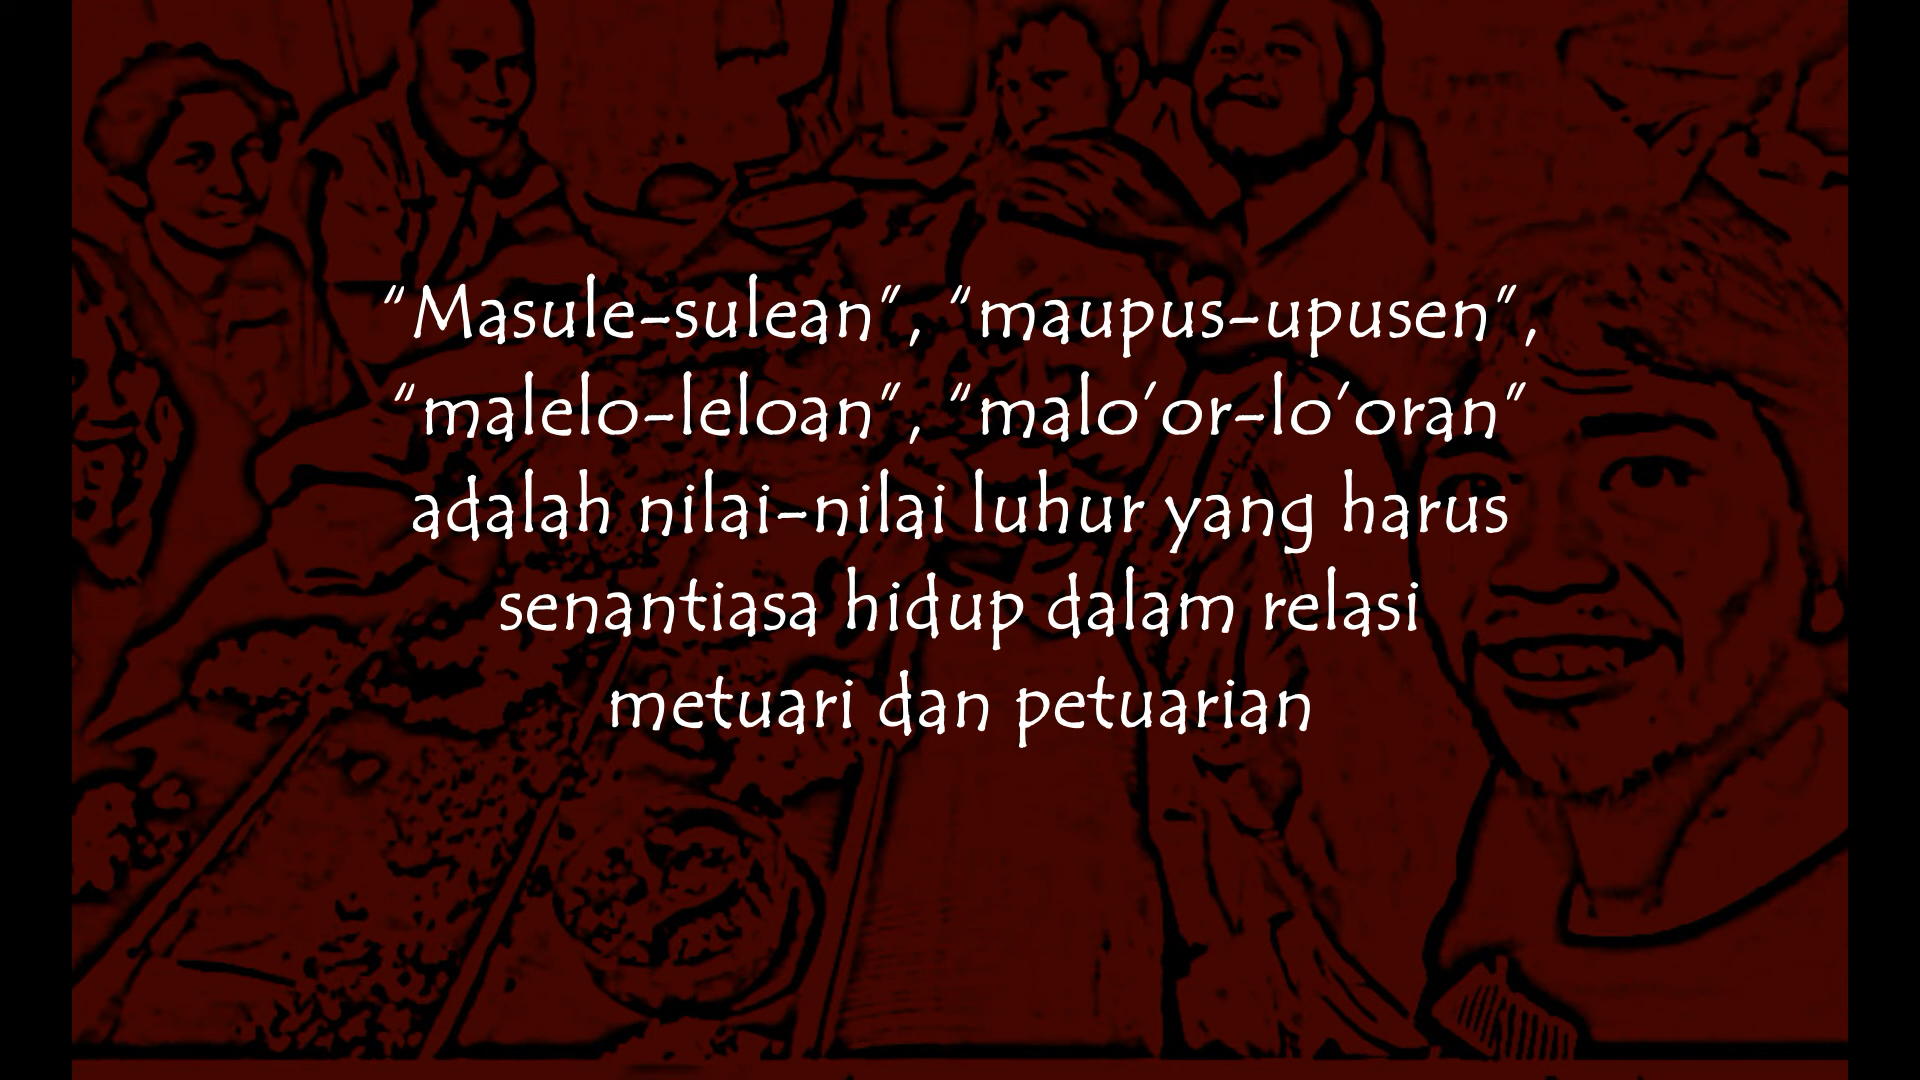 “Masule-sulean”, “maupus-upusen”,
“malelo-leloan”, “malo’or-lo’oran”
adalah nilai-nilai luhur yang harus
senantiasa hidup dalam relasi
metuari dan petuarian